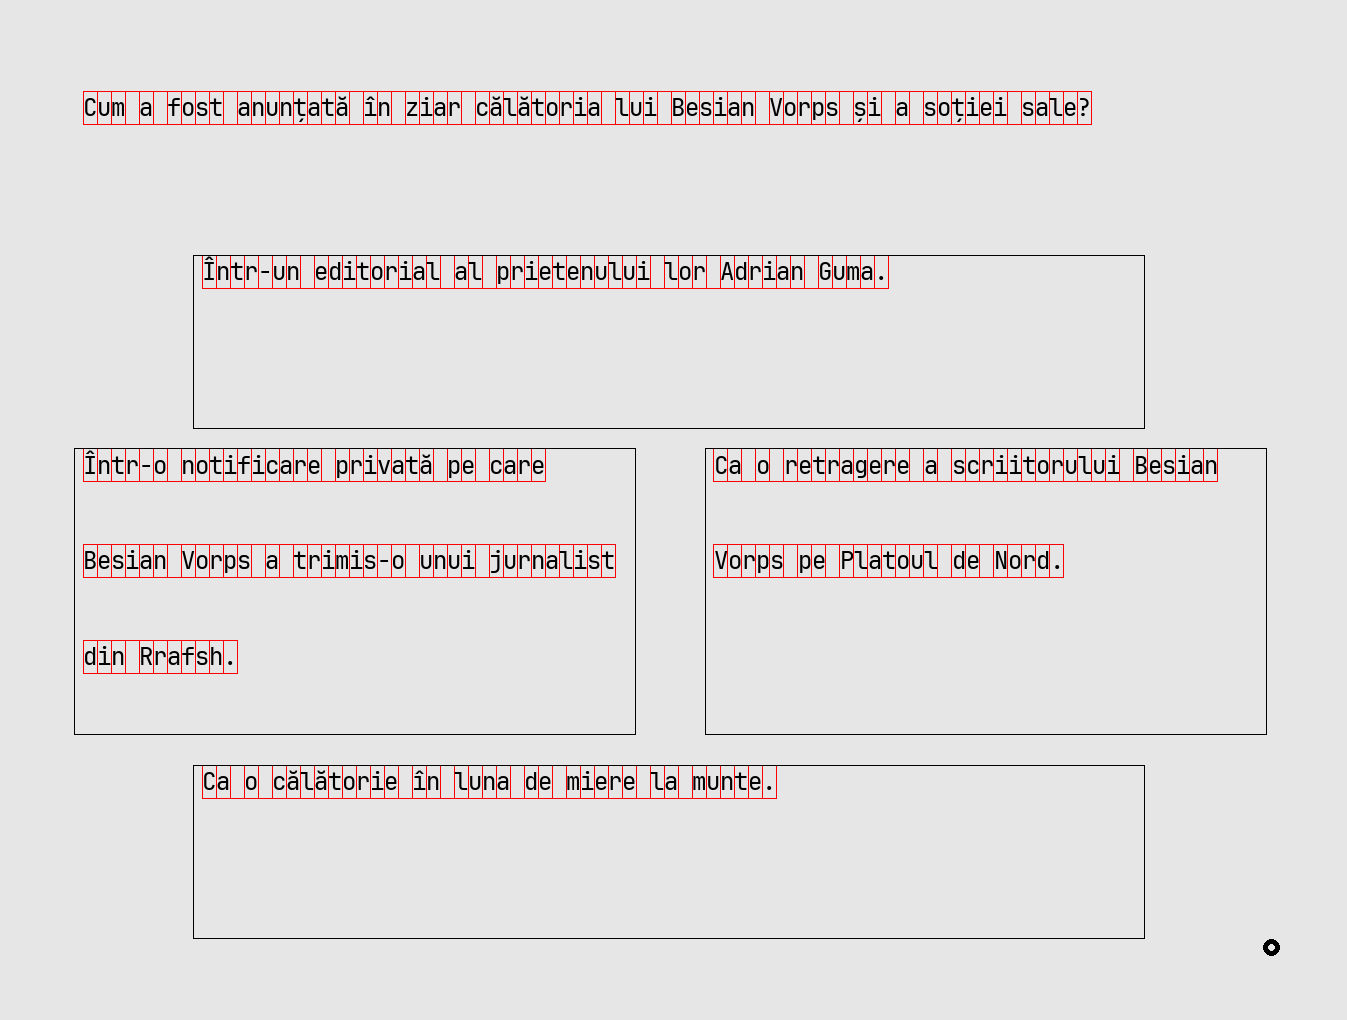 Cum a fost anunțată în ziar călătoria lui Besian Vorps și a soției sale?
Într-un editorial al prietenului lor Adrian Guma.
Într-o notificare privată pe care
Besian Vorps a trimis-o unui jurnalist
din Rrafsh.
Ca o retragere a scriitorului Besian
Vorps pe Platoul de Nord.
Ca o călătorie în luna de miere la munte.